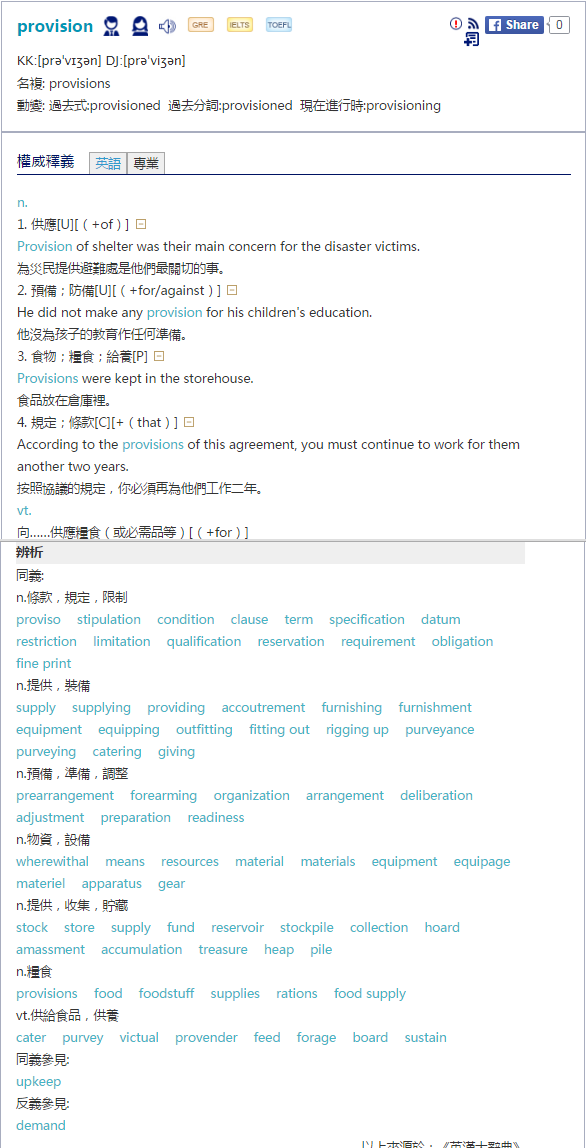 provision GRE IELTS TOEFL Share 0
KK:[prəˋvɪʒən] DJ:[prəˈviʒən]
名複: provisions
動變: 過去式:provisioned 過去分詞:provisioned 現在進行時:provisioning
權威釋義 英語 專業
n.
1. 供應[U][（+of）]
Provision of shelter was their main concern for the disaster victims.
為災民提供避難處是他們最關切的事。
2. 預備；防備[U][（+for/against）]
He did not make any provision for his children's education.
他沒為孩子的教育作任何準備。
3. 食物；糧食；給養[P]
Provisions were kept in the storehouse.
食品放在倉庫裡。
4. 規定；條款[C][+（that）]
According to the provisions of this agreement, you must continue to work for them
another two years.
按照協議的規定，你必須再為他們工作二年。
vt.
向……供應糧食（或必需品等）[（+for）]
辨析
同義:
n.條款，規定，限制
proviso stipulation condition clause term specification datum
restriction limitation qualification reservation requirement obligation
fine print
n.提供，裝備
supply supplying providing accoutrement furnishing furnishment
equipment equipping outfitting fitting out rigging up purveyance
purveying catering giving
n.預備，準備，調整
prearrangement forearming organization arrangement deliberation
adjustment preparation readiness
n.物資，設備
wherewithal means resources material materials equipment equipage
materiel apparatus gear
n.提供，收集，貯藏
stock store supply fund reservoir stockpile collection hoard
amassment accumulation treasure heap pile
n.糧食
provisions food foodstuff supplies rations food supply
vt.供給食品，供養
cater purvey victual provender feed forage board sustain
同義參見:
upkeep
反義參見:
demand
以上來源於：《英漢大辭典》